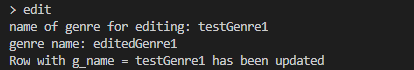 > edit
name of genre for editing: testGenre1
genre name: editedGenre1
Row with g_name = testGenre1 has been updated